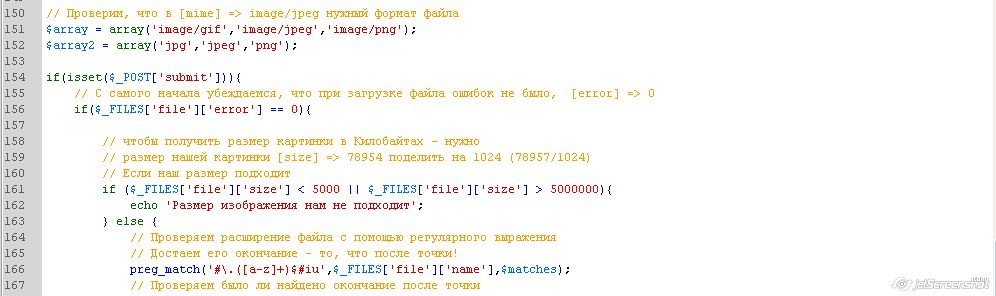 150 // Проверим, что в [mime] => image/jpeg нужный формат файла
151 $array = array('image/gif','image/jpeg','image/png');
152 $array2 = array('jpg','jpeg','png');
153
154 if(isset($_POST['submit'])){
155 // С самого начала убеждаемся, что при загрузке файла ошибок не было, [error] => 0
156 if($_FILES['file']['error'] == 0){
157
158 // чтобы получить размер картинки в Килобайтах - нужно
159 // размер нашей картинки [size] => 78954 поделить на 1024 (78957/1024)
160 // Если наш размер подходит
161 if ($_FILES['file']['size'] < 5000 || $_FILES['file']['size'] > 5000000){
162 echo 'Размер изображения нам не подходит';
163 } else {
164 // Проверяем расширение файла с помощью регулярного выражения
165 // Достаем его окончание - то, что после точки!
166 preg_match('#\.([a-z]+)$#iu',$_FILES['file']['name'],$matches);
167 // Проверяем было ли найдено окончание после точки
jetScreenshot